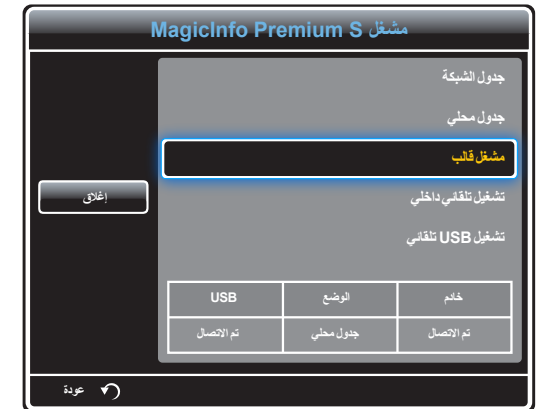 مشغل MagicInfo Premium S
جدول الشبكة
جدول محلي
مشغل قالب
تشغيل تلقائي داخلي
تشغيل USB تلقائي
إغلاق
خادم الوضع USB
تم الاتصال جدول محلي تم الاتصال
عودة